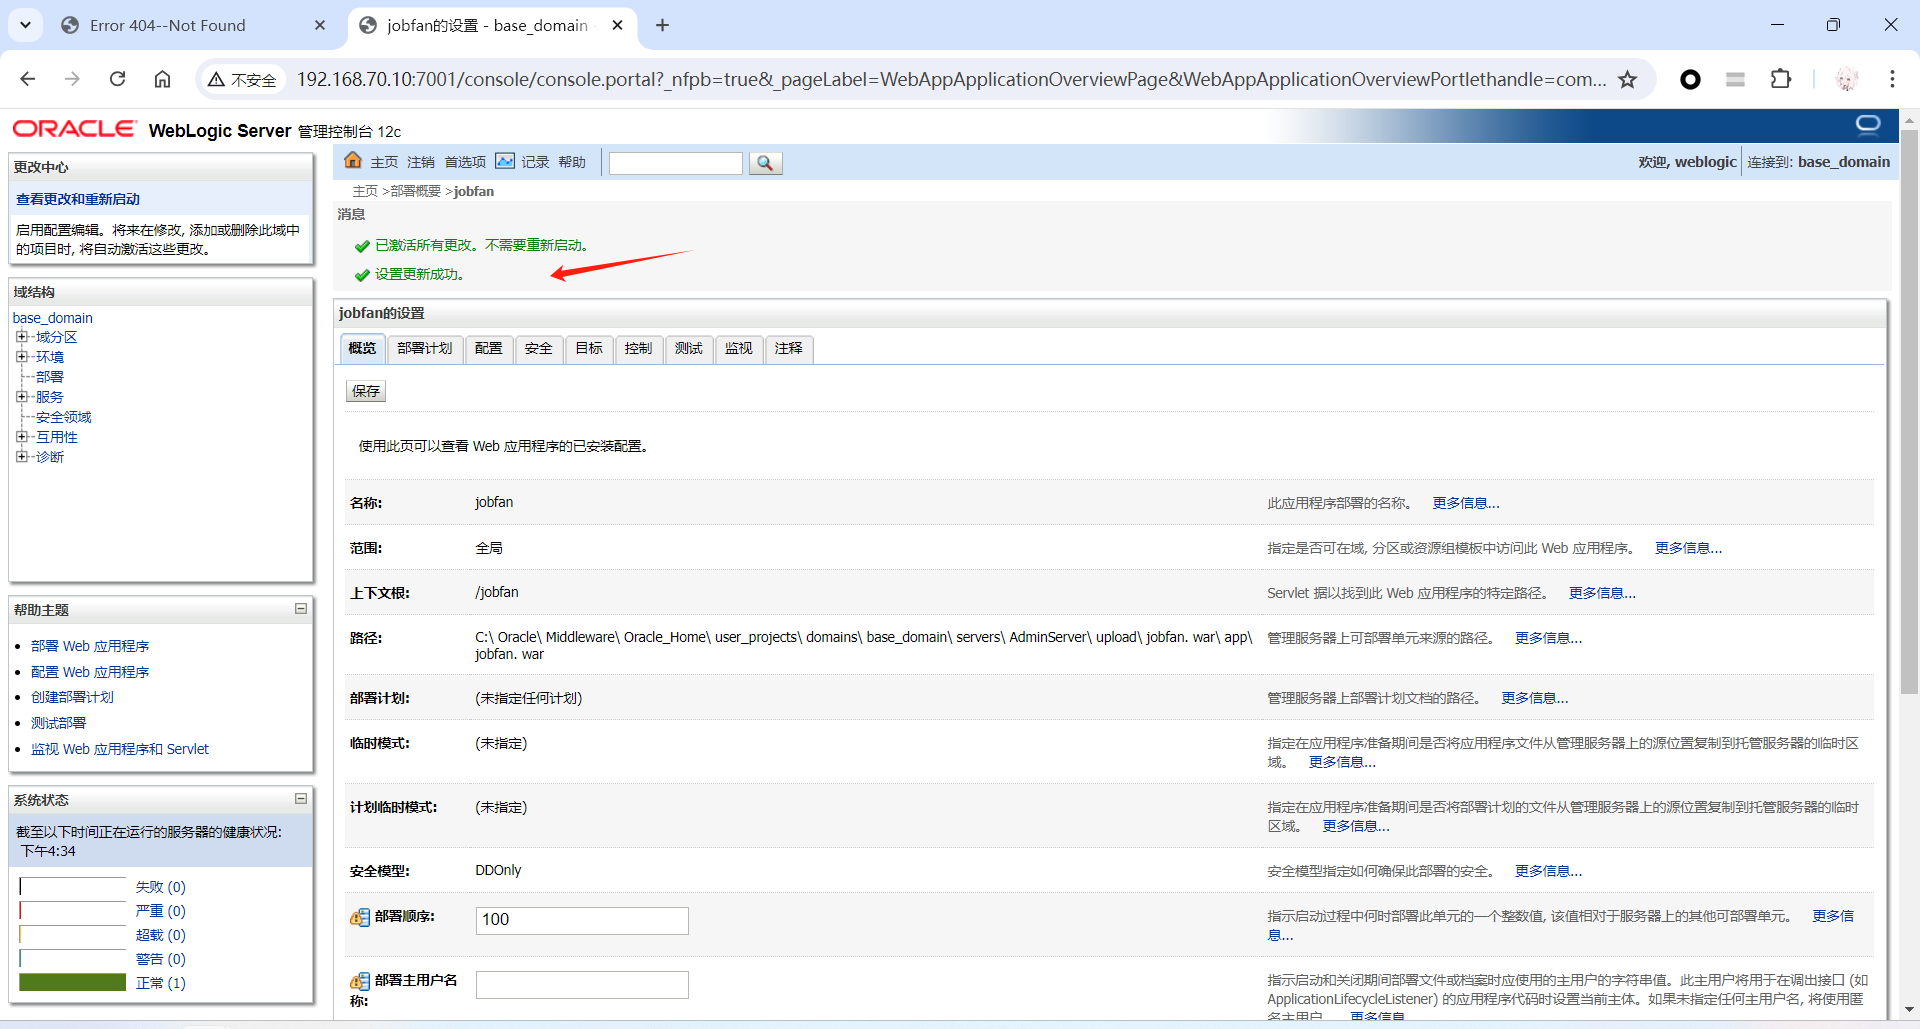 Error 404--Not Found
jobfan的设置 - base_domain
不安全
192.168.70.10:7001/console/console.portal?_nfpb=true&_pageLabel=WebAppApplicationOverviewPage&WebAppApplicationOverviewPortlethandle=com...
ORACLE WebLogic Server 管理控制台 12c
更改中心
查看更改和重新启动
启用配置编辑。将来在修改, 添加或删除此域中
的项目时, 将自动激活这些更改。
域结构
base_domain
域分区
环境
部署
服务
安全领域
互用性
诊断
帮助主题
部署 Web 应用程序
配置 Web 应用程序
创建部署计划
测试部署
监视 Web 应用程序和 Servlet
系统状态
截至以下时间正在运行的服务器的健康状况:
下午4:34
失败 (0)
严重 (0)
超载 (0)
警告 (0)
正常 (1)
主页 注销 首选项 记录 帮助
欢迎, weblogic 连接到: base_domain
主页 >部署概要 >jobfan
消息
已激活所有更改。不需要重新启动。
设置更新成功。
jobfan的设置
概览 部署计划 配置 安全 目标 控制 测试 监视 注释
保存
使用此页可以查看 Web 应用程序的已安装配置。
名称: jobfan 此应用程序部署的名称。 更多信息...
范围: 全局 指定是否可在域, 分区或资源组模板中访问此 Web 应用程序。 更多信息...
上下文根: /jobfan Servlet 据以找到此 Web 应用程序的特定路径。 更多信息...
路径: C:\ Oracle\ Middleware\ Oracle_Home\ user_projects\ domains\ base_domain\ servers\ AdminServer\ upload\ jobfan. war\ app\ 管理服务器上可部署单元来源的路径。 更多信息...
jobfan. war
部署计划: (未指定任何计划) 管理服务器上部署计划文档的路径。 更多信息...
临时模式: (未指定) 指定在应用程序准备期间是否将应用程序文件从管理服务器上的源位置复制到托管服务器的临时区
域。 更多信息...
计划临时模式: (未指定) 指定在应用程序准备期间是否将部署计划的文件从管理服务器上的源位置复制到托管服务器的临时
区域。 更多信息...
安全模型: DDOnly 安全模型指定如何确保此部署的安全。 更多信息...
部署顺序: 100 指示启动过程中何时部署此单元的一个整数值, 该值相对于服务器上的其他可部署单元。 更多信
息...
部署主用户名 指示启动和关闭期间部署文件或档案时应使用的主用户的字符串值。此主用户将用于在调出接口 (如
称: ApplicationLifecycleListener) 的应用程序代码时设置当前主体。如果未指定任何主用户名, 将使用匿
名主用户。 更多信息